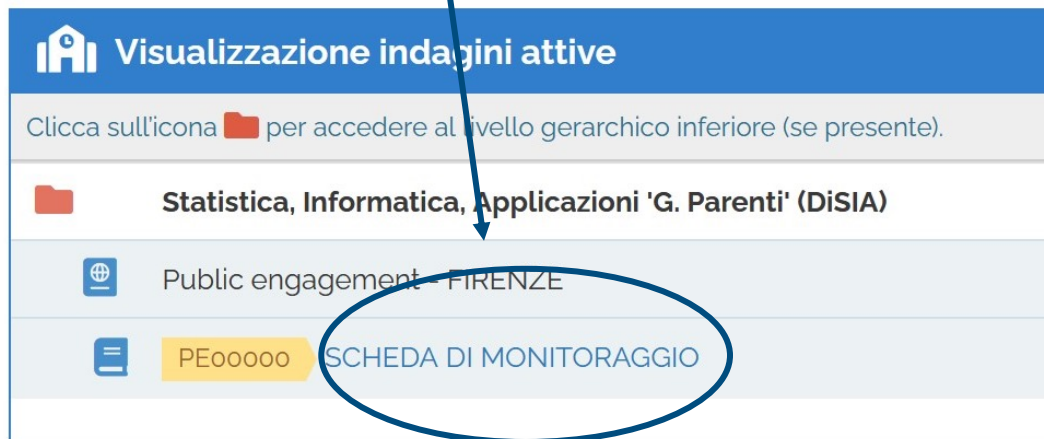 Visualizzazione indagini attive
Clicca sull'icona per accedere al livello gerarchico inferiore (se presente).
Statistica, Informatica, Applicazioni 'G. Parenti' (DiSIA)
Public engagement - FIRENZE
PE00000 SCHEDA DI MONITORAGGIO